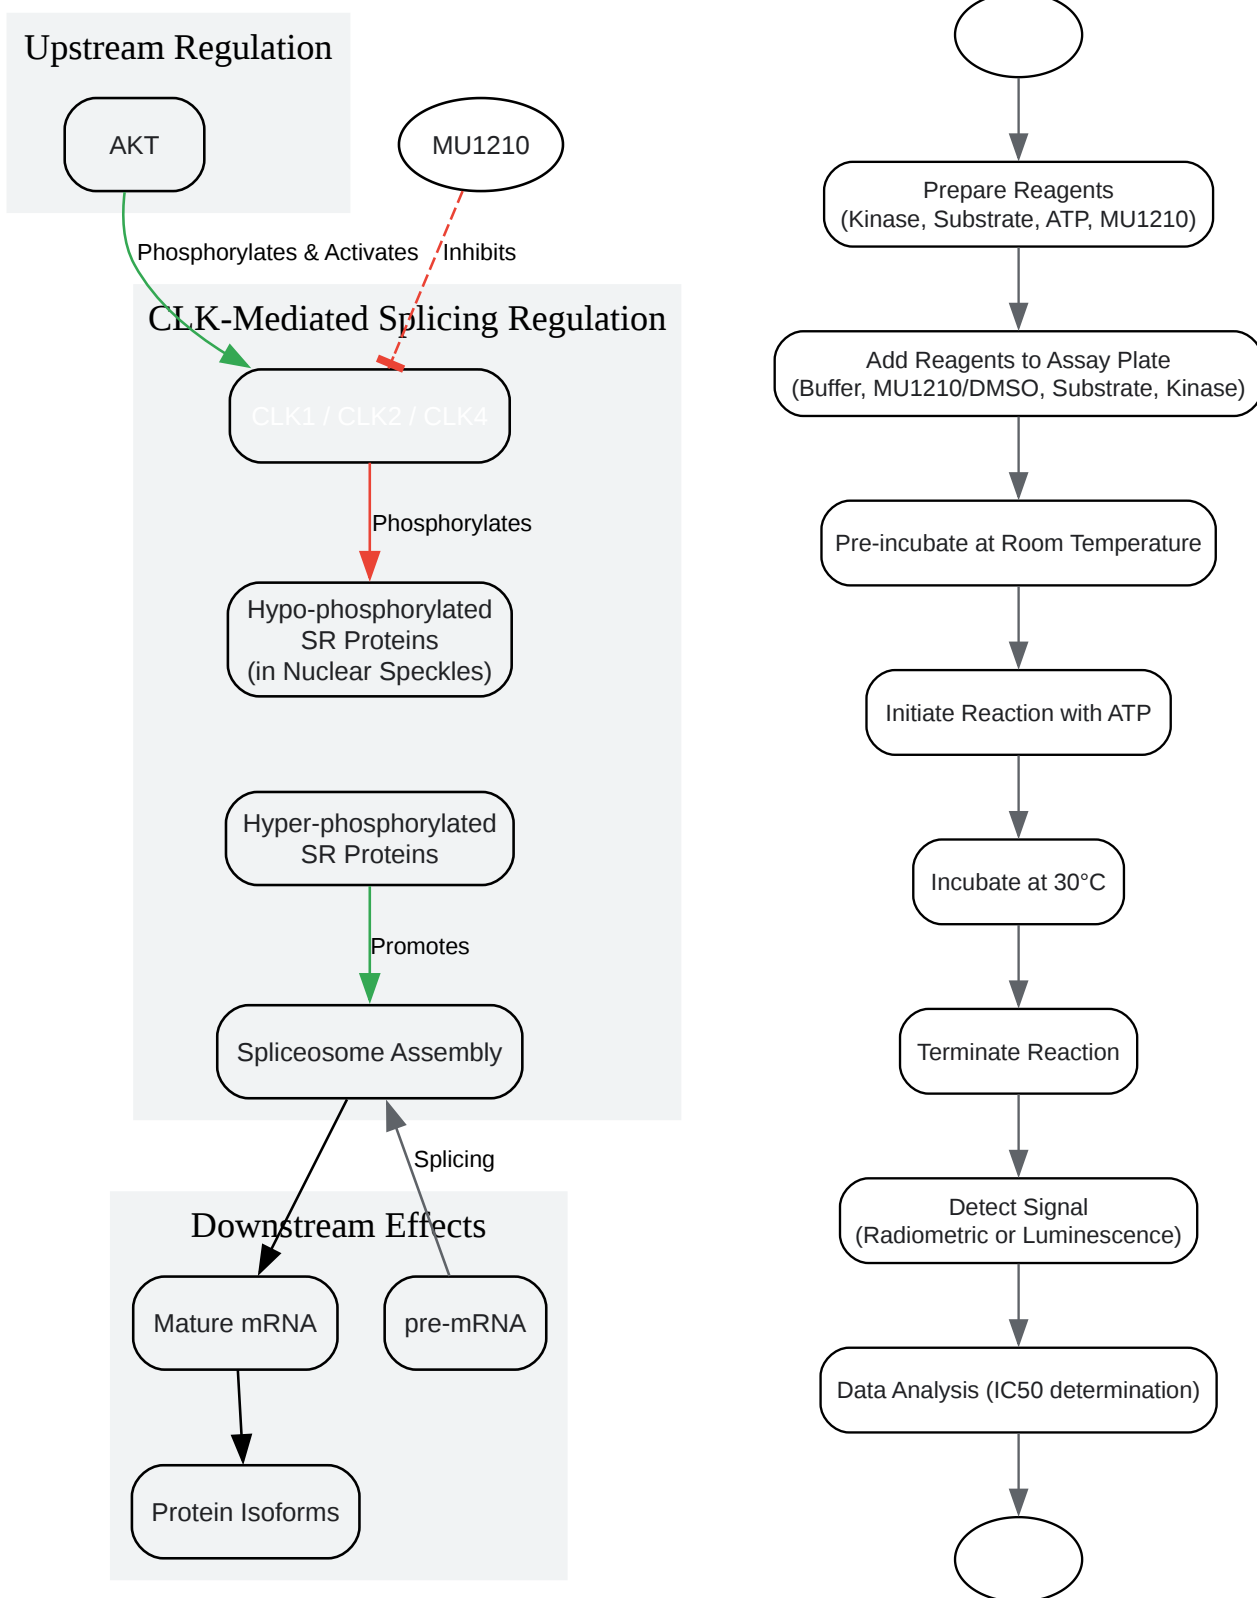 Upstream Regulation
AKT
MU1210
Phosphorylates & Activates
Inhibits
CLK-Mediated Splicing Regulation
CLK1 / CLK2 / CLK4
Phosphorylates
Hypo-phosphorylated
SR Proteins
(in Nuclear Speckles)
Hyper-phosphorylated
SR Proteins
Promotes
Spliceosome Assembly
Splicing
Downstream Effects
Mature mRNA
pre-mRNA
Protein Isoforms
Prepare Reagents
(Kinase, Substrate, ATP, MU1210)
Add Reagents to Assay Plate
(Buffer, MU1210/DMSO, Substrate, Kinase)
Pre-incubate at Room Temperature
Initiate Reaction with ATP
Incubate at 30°C
Terminate Reaction
Detect Signal
(Radiometric or Luminescence)
Data Analysis (IC50 determination)